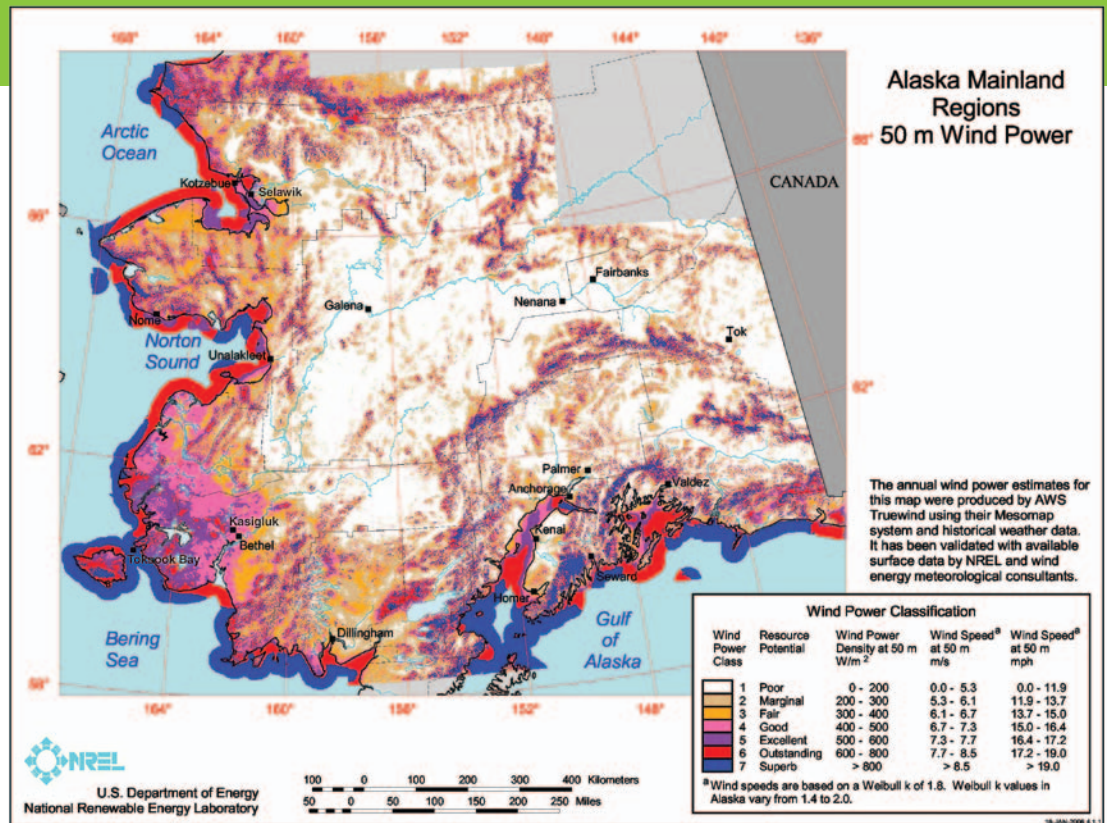 168° 164° 160° 156° 152° 148° 144° 140° 136°
Alaska Mainland
Regions
50 m Wind Power
Arctic
Ocean
68°
CANADA
Kotzebue
Selawik
66°
Fairbanks
Galena
Nenana
Nome
Norton
Sound
Tok
Unalakleet
62°
62°
Palmer
Anchorage
Valdez
The annual wind power estimates for
this map were produced by AWS
Truewind using their Mesomap
system and historical weather data.
It has been validated with available
surface data by NREL and wind
energy meteorological consultants.
Kasigluk
Bethel
Kenai
Toksook Bay
Seward
Homer
Gulf
of
Alaska
Dillingham
Bering
Sea
164° 160° 156° 152° 148°
Wind Power Classification
Wind Power Class
Resource Potential
Wind Power Density at 50 m W/m 2
Wind Speed a at 50 m m/s
Wind Speed a at 50 m mph
1 Poor 0 - 200 0.0 - 5.3 0.0 - 11.9
2 Marginal 200 - 300 5.3 - 6.1 11.9 - 13.7
3 Fair 300 - 400 6.1 - 6.7 13.7 - 15.0
4 Good 400 - 500 6.7 - 7.3 15.0 - 16.4
5 Excellent 500 - 600 7.3 - 7.7 16.4 - 17.2
6 Outstanding 600 - 800 7.7 - 8.5 17.2 - 19.0
7 Superb > 800 > 8.5 > 19.0
a Wind speeds are based on a Weibull k of 1.8. Weibull k values in
Alaska vary from 1.4 to 2.0.
NREL
U.S. Department of Energy
National Renewable Energy Laboratory
100 0 100 200 300 400 Kilometers
50 0 50 100 150 200 250 Miles